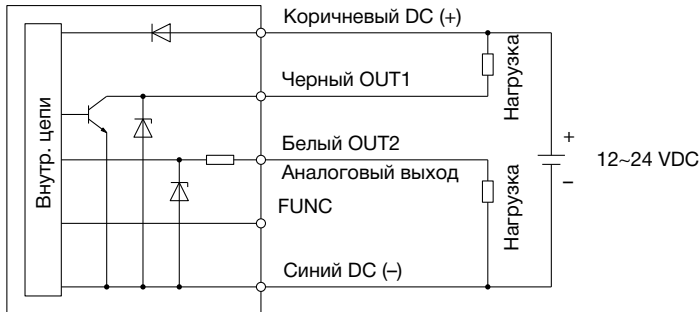 Коричневый DC (+)
Черный OUT1
Нагрузка
Внутр. цепи
Белый OUT2
Аналоговый выход
+
12~24 VDC
–
Нагрузка
FUNC
Синий DC (–)